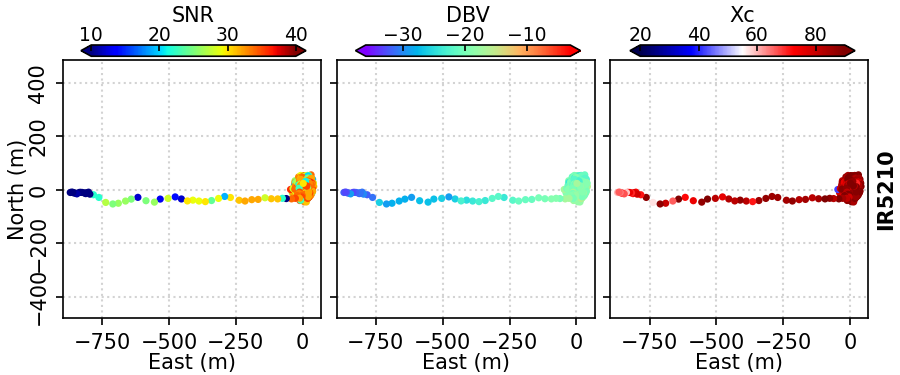 SNR DBV Xc
10 20 30 40 −30 −20 −10 20 40 60 80
400
200
0
−200
−400
North (m)
IR5210
−750 −500 −250 0 −750 −500 −250 0 −750 −500 −250 0
East (m) East (m) East (m)